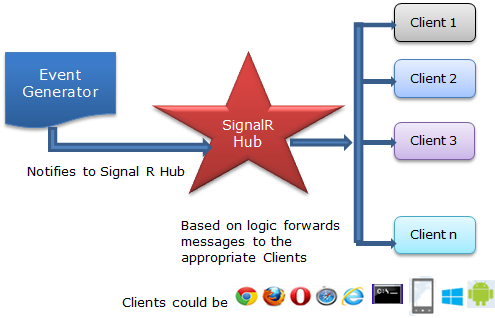 Event
Generator
SignalR
Hub
Client 1
Client 2
Client 3
Client n
Notifies to Signal R Hub
Based on logic forwards
messages to the
appropriate Clients
Clients could be